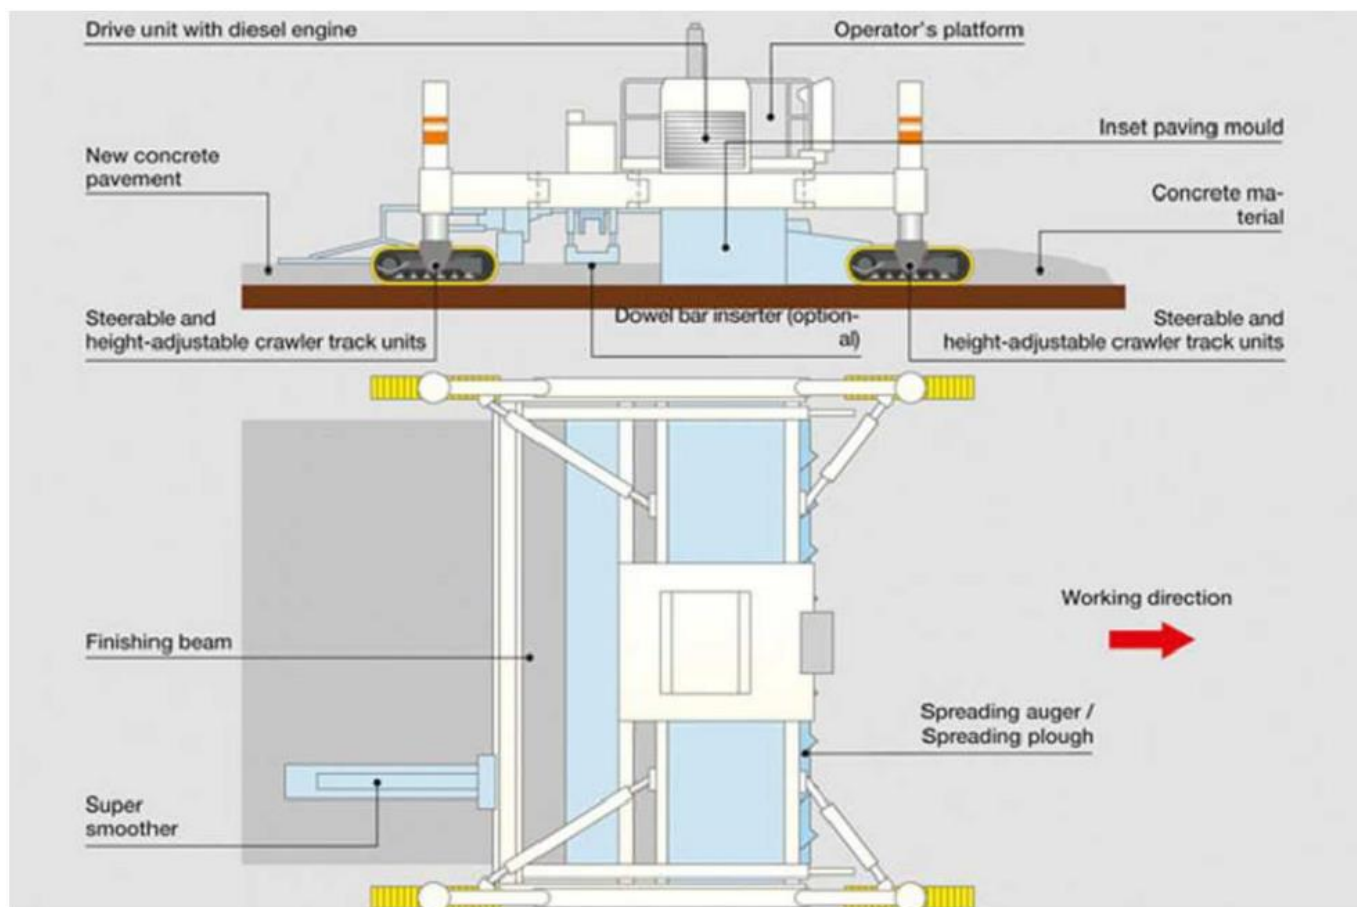 Drive unit with diesel engine
Operator's platform
Inset paving mould
New concrete
pavement
Concrete ma-
terial
Steerable and
height-adjustable crawler track units
Dowel bar inserter (option-
al)
Steerable and
height-adjustable crawler track units
Working direction
Finishing beam
Spreading auger /
Spreading plough
Super
smoother